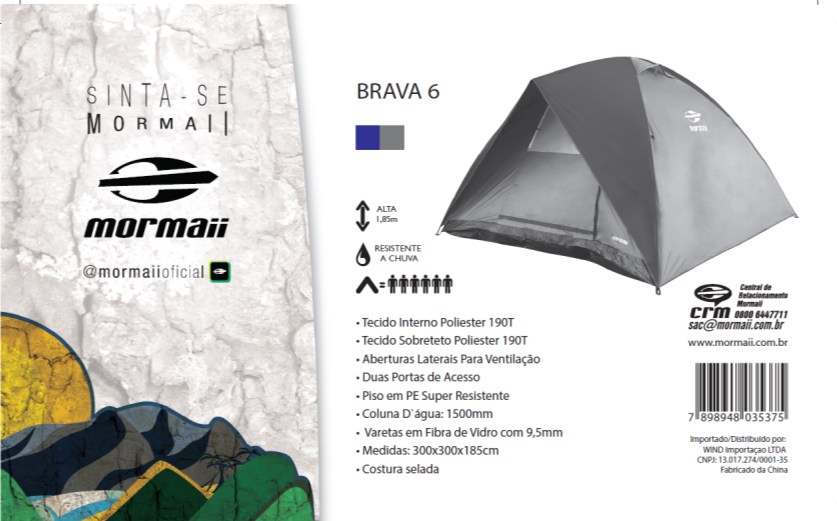 SINTA-SE
MORMAII
mormaii
@mormaiioficial
BRAVA 6
mormaii
ALTA
1,85m
RESISTENTE
A CHUVA
=
• Tecido Interno Poliester 190T
• Tecido Sobreteto Poliester 190T
• Aberturas Laterais Para Ventilação
• Duas Portas de Acesso
• Piso em PE Super Resistente
• Coluna D`água: 1500mm
• Varetas em Fibra de Vidro com 9,5mm
• Medidas: 300x300x185cm
• Costura selada
Central de
Relacionamento
Mormaii
crm 0800 6447711
sac@mormaii.com.br
www.mormaii.com.br
7 898948 035375
Importado/Distribuído por:
WIND Importaçao LTDA
CNPJ: 13.017.274/0001-35
Fabricado da China